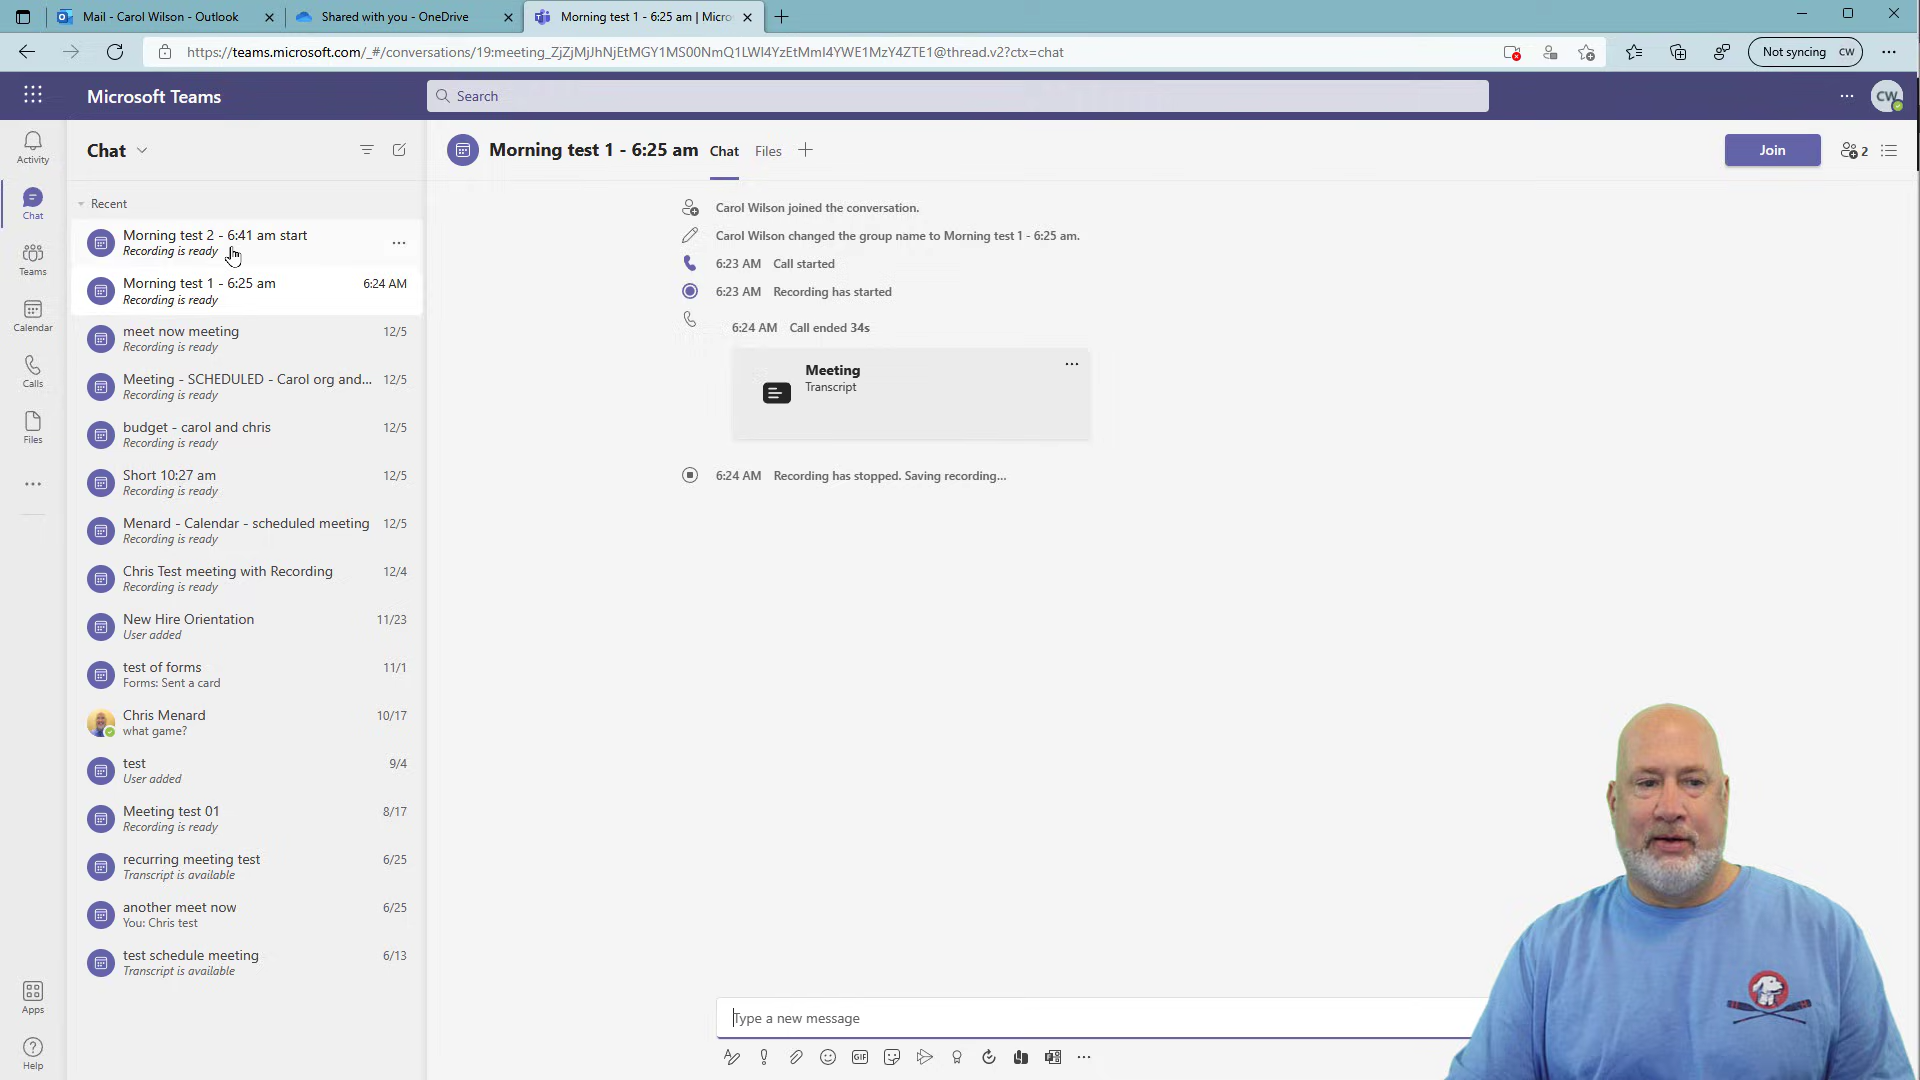 Mail - Carol Wilson - Outlook
Shared with you - OneDrive
Morning test 1 - 6:25 am | Micro
https://teams.microsoft.com/_#/conversations/19:meeting_ZjZjMjJhNjEtMGY1MS00NmQ1LWI4YzEtMmI4YWE1MzY4ZTE1@thread.v2?ctx=chat
Not syncing CW
Microsoft Teams
Search
CW
Activity
Chat
Teams
Calendar
Calls
Files
Apps
Help
Chat
Recent
Morning test 2 - 6:41 am start
Recording is ready
Morning test 1 - 6:25 am 6:24 AM
Recording is ready
meet now meeting 12/5
Recording is ready
Meeting - SCHEDULED - Carol org and... 12/5
Recording is ready
budget - carol and chris 12/5
Recording is ready
Short 10:27 am 12/5
Recording is ready
Menard - Calendar - scheduled meeting 12/5
Recording is ready
Chris Test meeting with Recording 12/4
Recording is ready
New Hire Orientation 11/23
User added
test of forms 11/1
Forms: Sent a card
Chris Menard 10/17
what game?
test 9/4
User added
Meeting test 01 8/17
Recording is ready
recurring meeting test 6/25
Transcript is available
another meet now 6/25
You: Chris test
test schedule meeting 6/13
Transcript is available
Morning test 1 - 6:25 am Chat Files
Join 2
Carol Wilson joined the conversation.
Carol Wilson changed the group name to Morning test 1 - 6:25 am.
6:23 AM Call started
6:23 AM Recording has started
6:24 AM Call ended 34s
Meeting
Transcript
6:24 AM Recording has stopped. Saving recording...
Type a new message
GIF